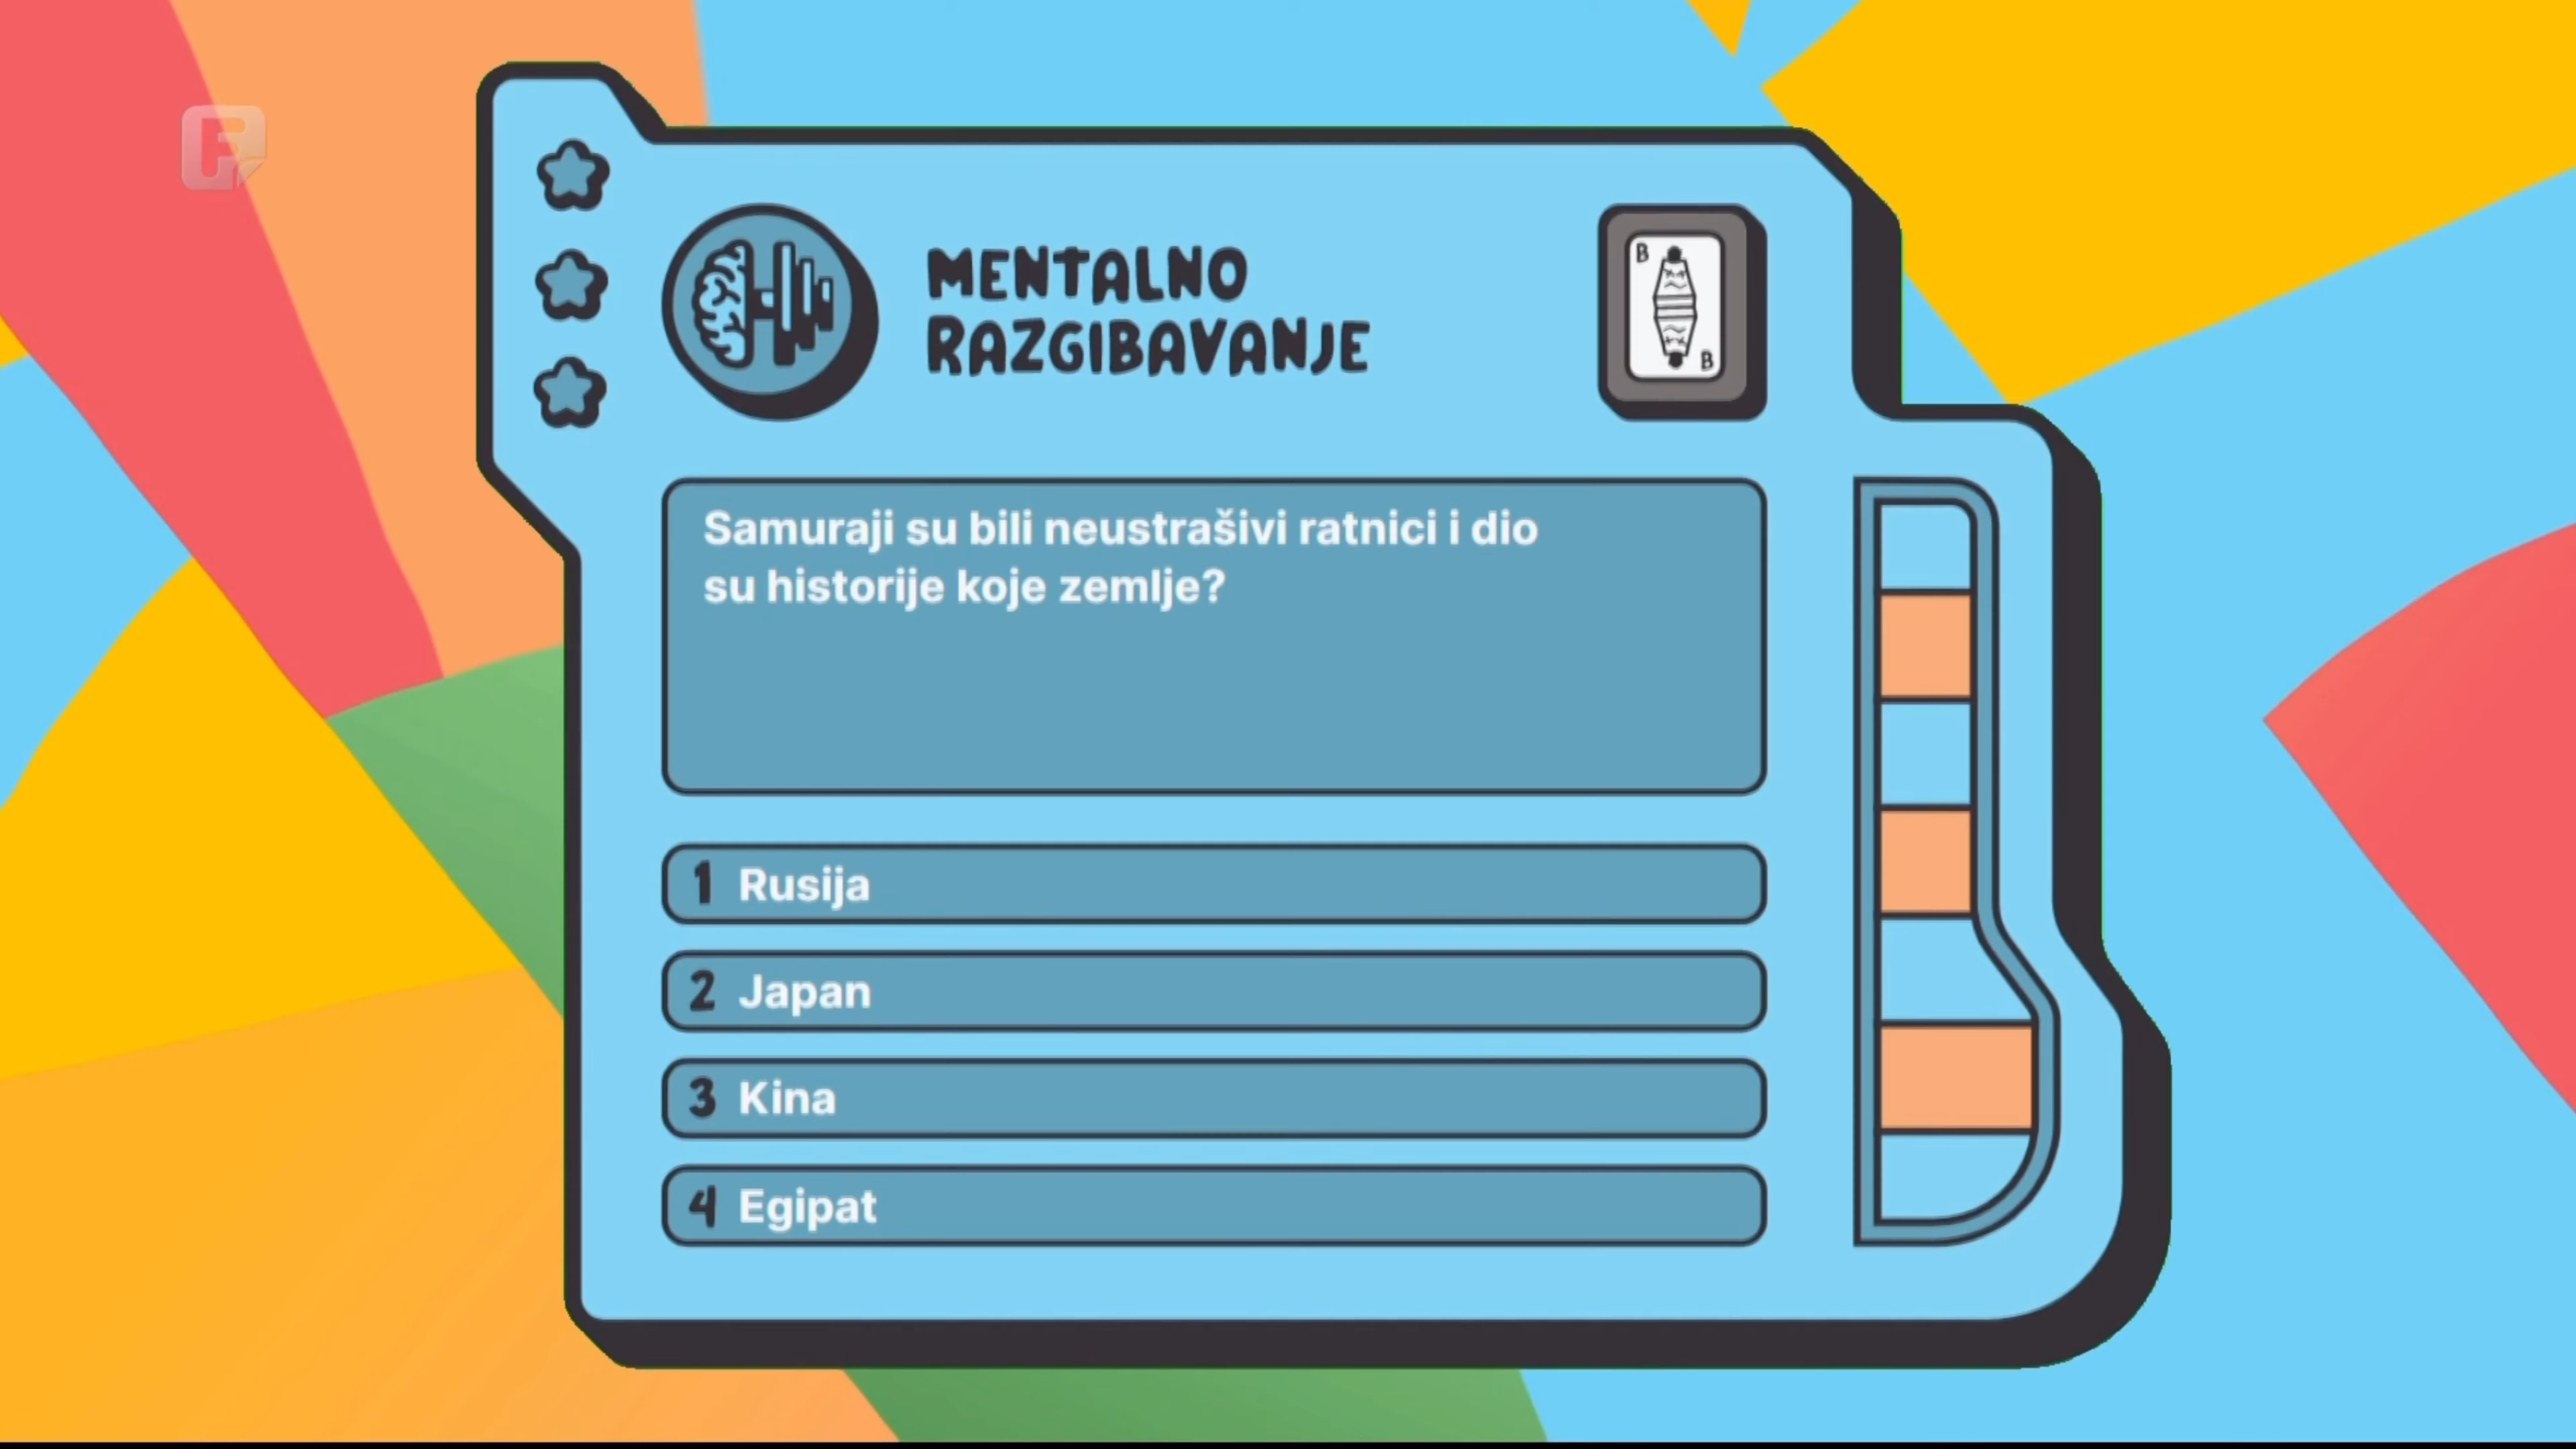 F
MENTALNO
RAZGIBAVANJE
B
B
Samuraji su bili neustrašivi ratnici i dio
su historije koje zemlje?
1 Rusija
2 Japan
3 Kina
4 Egipat